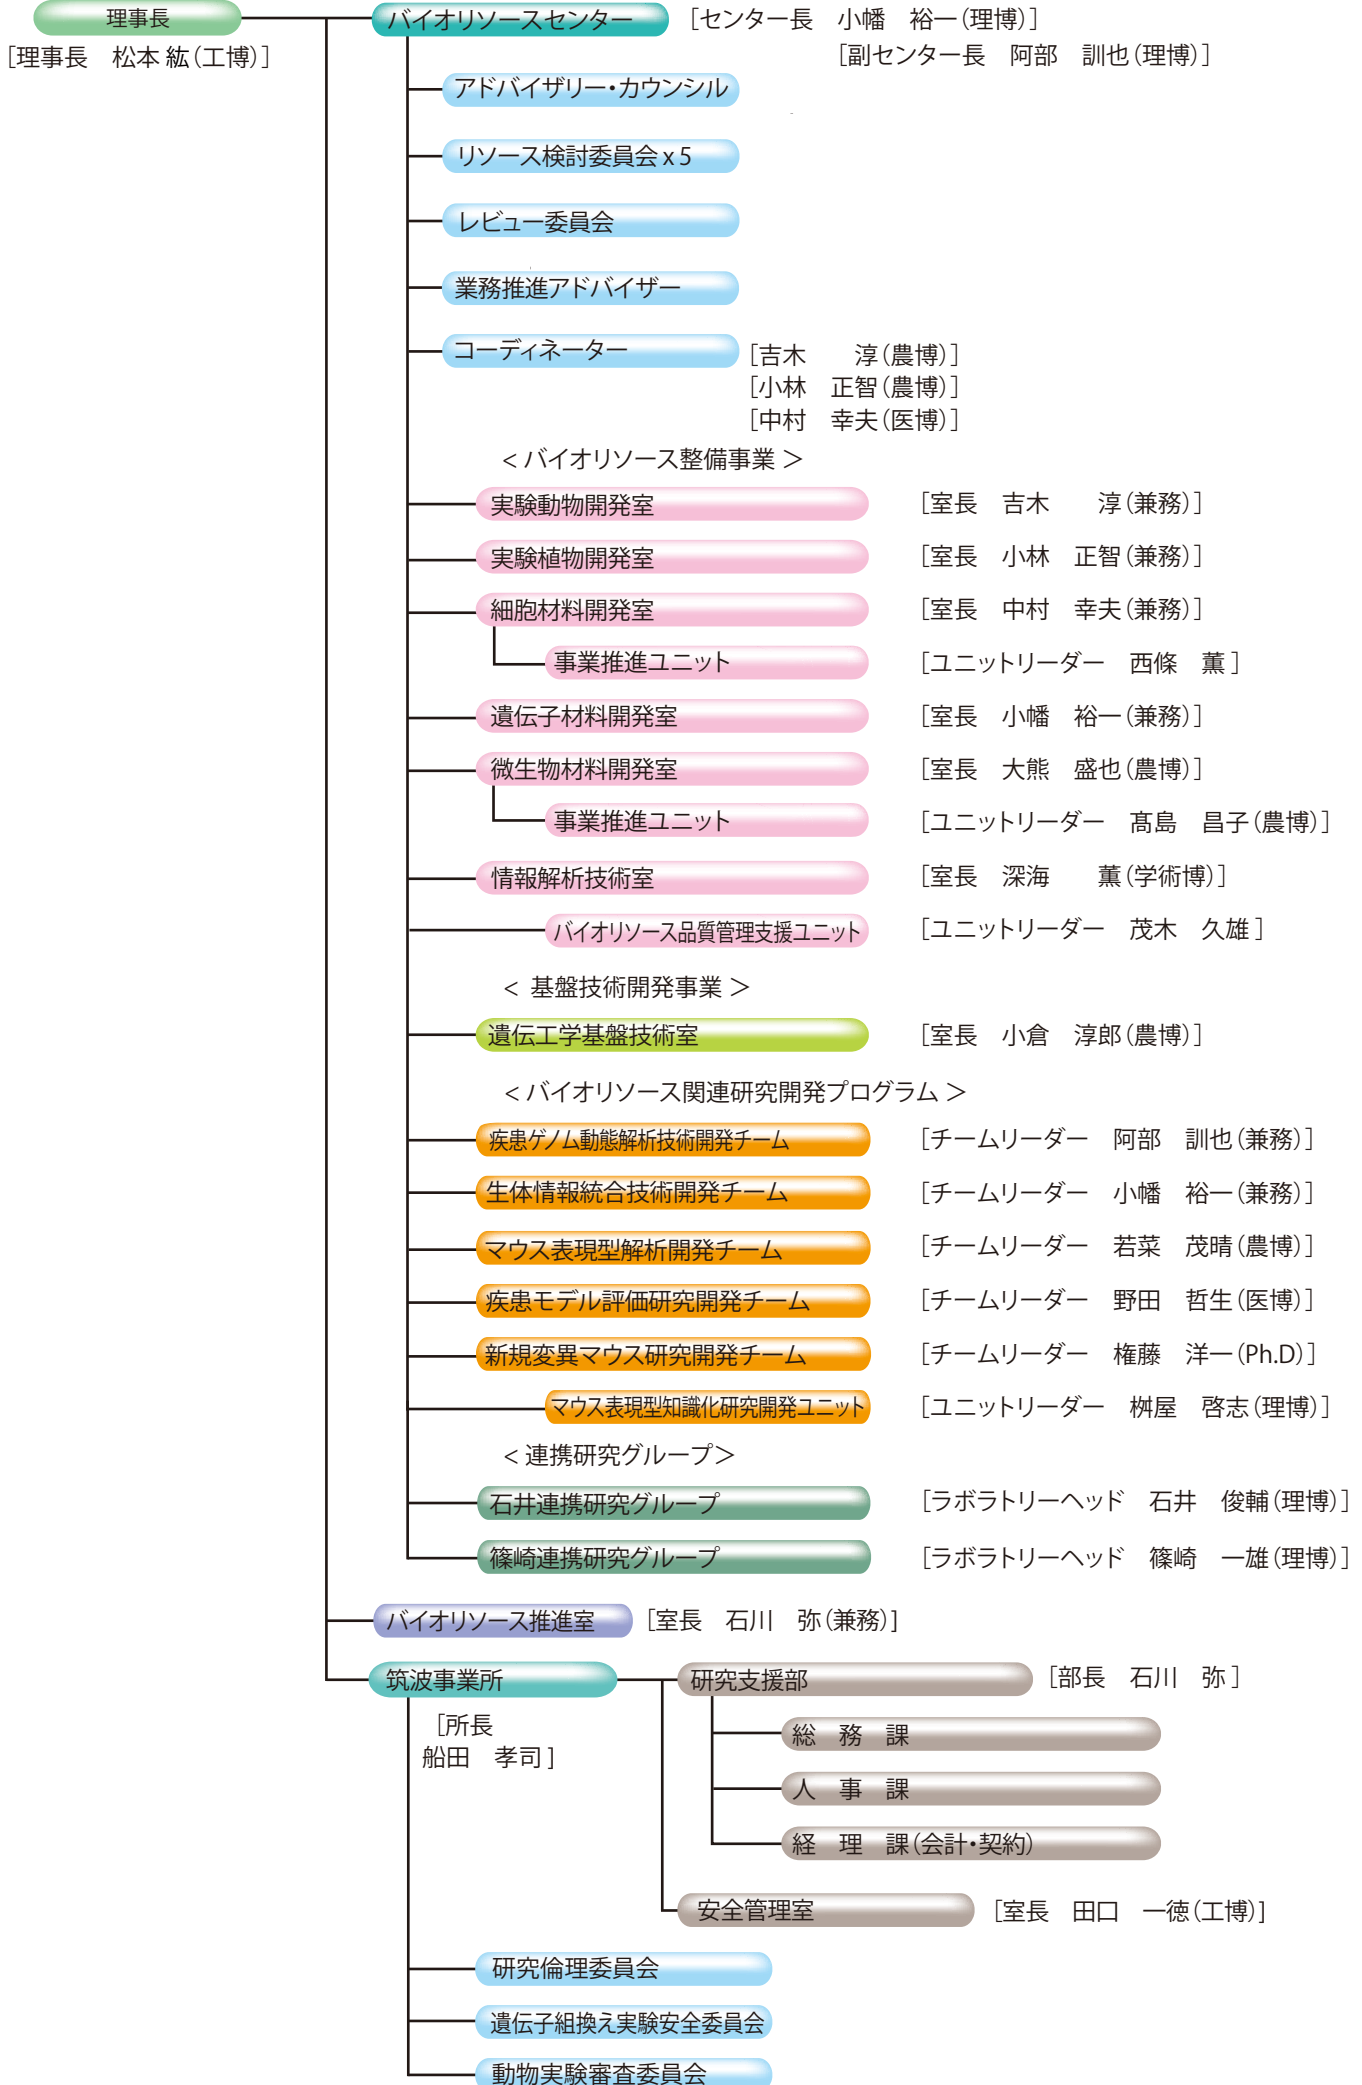 理事長
[理事長　松本 紘(工博)]
バイオリソースセンター　[センター長　小幡　裕一(理博)]
[副センター長　阿部　訓也(理博)]
アドバイザリー・カウンシル
リソース検討委員会 x 5
レビュー委員会
業務推進アドバイザー
コーディネーター　[吉木　　淳(農博)]
[小林　正智(農博)]
[中村　幸夫(医博)]
＜バイオリソース整備事業＞
実験動物開発室　[室長　吉木　　淳(兼務)]
実験植物開発室　[室長　小林　正智(兼務)]
細胞材料開発室　[室長　中村　幸夫(兼務)]
事業推進ユニット　[ユニットリーダー　西條　薫]
遺伝子材料開発室　[室長　小幡　裕一(兼務)]
微生物材料開発室　[室長　大熊　盛也(農博)]
事業推進ユニット　[ユニットリーダー　髙島　昌子(農博)]
情報解析技術室　[室長　深海　　薫(学術博)]
バイオリソース品質管理支援ユニット　[ユニットリーダー　茂木　久雄]
＜ 基盤技術開発事業＞
遺伝工学基盤技術室　[室長　小倉　淳郎(農博)]
＜バイオリソース関連研究開発プログラム＞
疾患ゲノム動態解析技術開発チーム　[チームリーダー　阿部　訓也(兼務)]
生体情報統合技術開発チーム　[チームリーダー　小幡　裕一(兼務)]
マウス表現型解析開発チーム　[チームリーダー　若菜　茂晴(農博)]
疾患モデル評価研究開発チーム　[チームリーダー　野田　哲生(医博)]
新規変異マウス研究開発チーム　[チームリーダー　権藤　洋一(Ph.D)]
マウス表現型知識化研究開発ユニット　[ユニットリーダー　桝屋　啓志(理博)]
＜連携研究グループ＞
石井連携研究グループ　[ラボラトリーヘッド　石井　俊輔(理博)]
篠崎連携研究グループ　[ラボラトリーヘッド　篠崎　一雄(理博)]
バイオリソース推進室　[室長　石川　弥(兼務)]
筑波事業所
[所長
船田　孝司]
研究支援部　[部長　石川　弥]
総　務　課
人　事　課
経　理　課(会計・契約)
安全管理室　[室長　田口　一徳(工博)]
研究倫理委員会
遺伝子組換え実験安全委員会
動物実験審査委員会